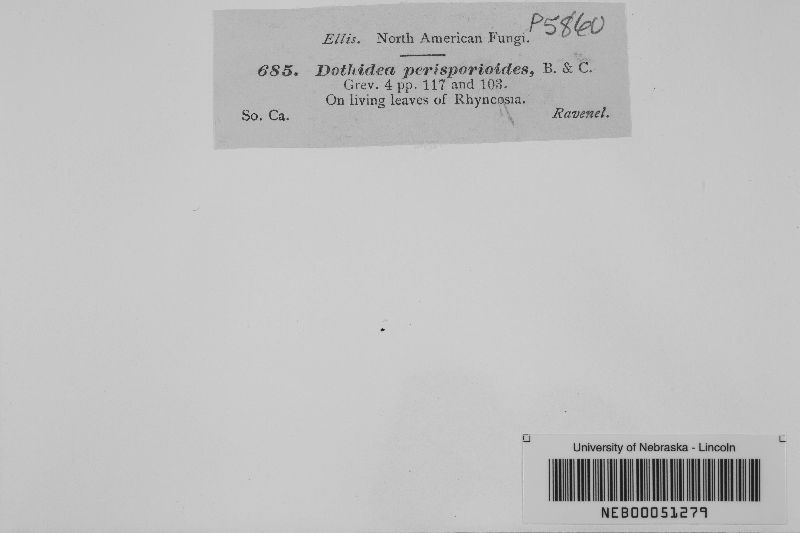 P5860
Ellis. North American Fungi.
685. Dothidea perisporioides, B. & C.
Grev. 4 pp. 117 and 103.
On living leaves of Rhyncosia.
So. Ca. Ravenel.
University of Nebraska - Lincoln
NEB00051279